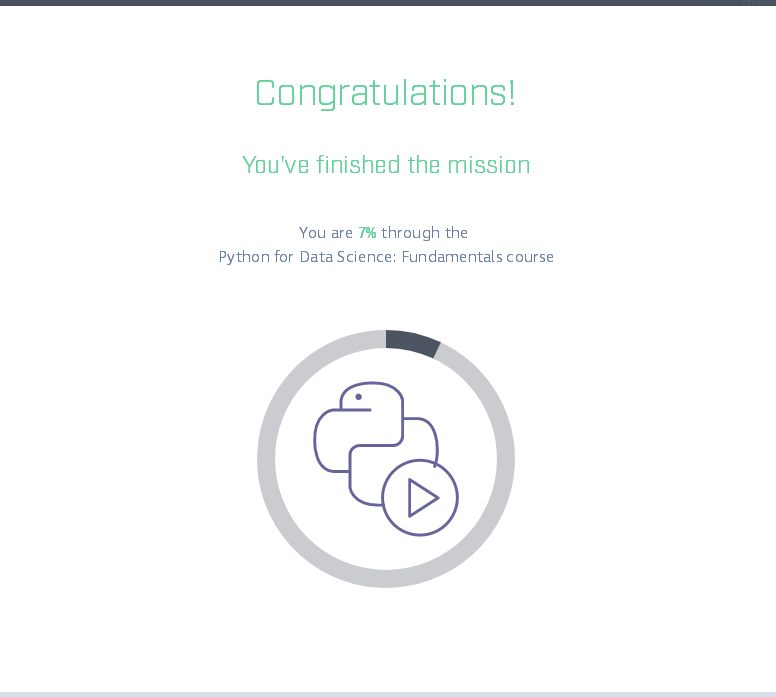 Congratulations!
You've finished the mission
You are 7% through the
Python for Data Science: Fundamentals course